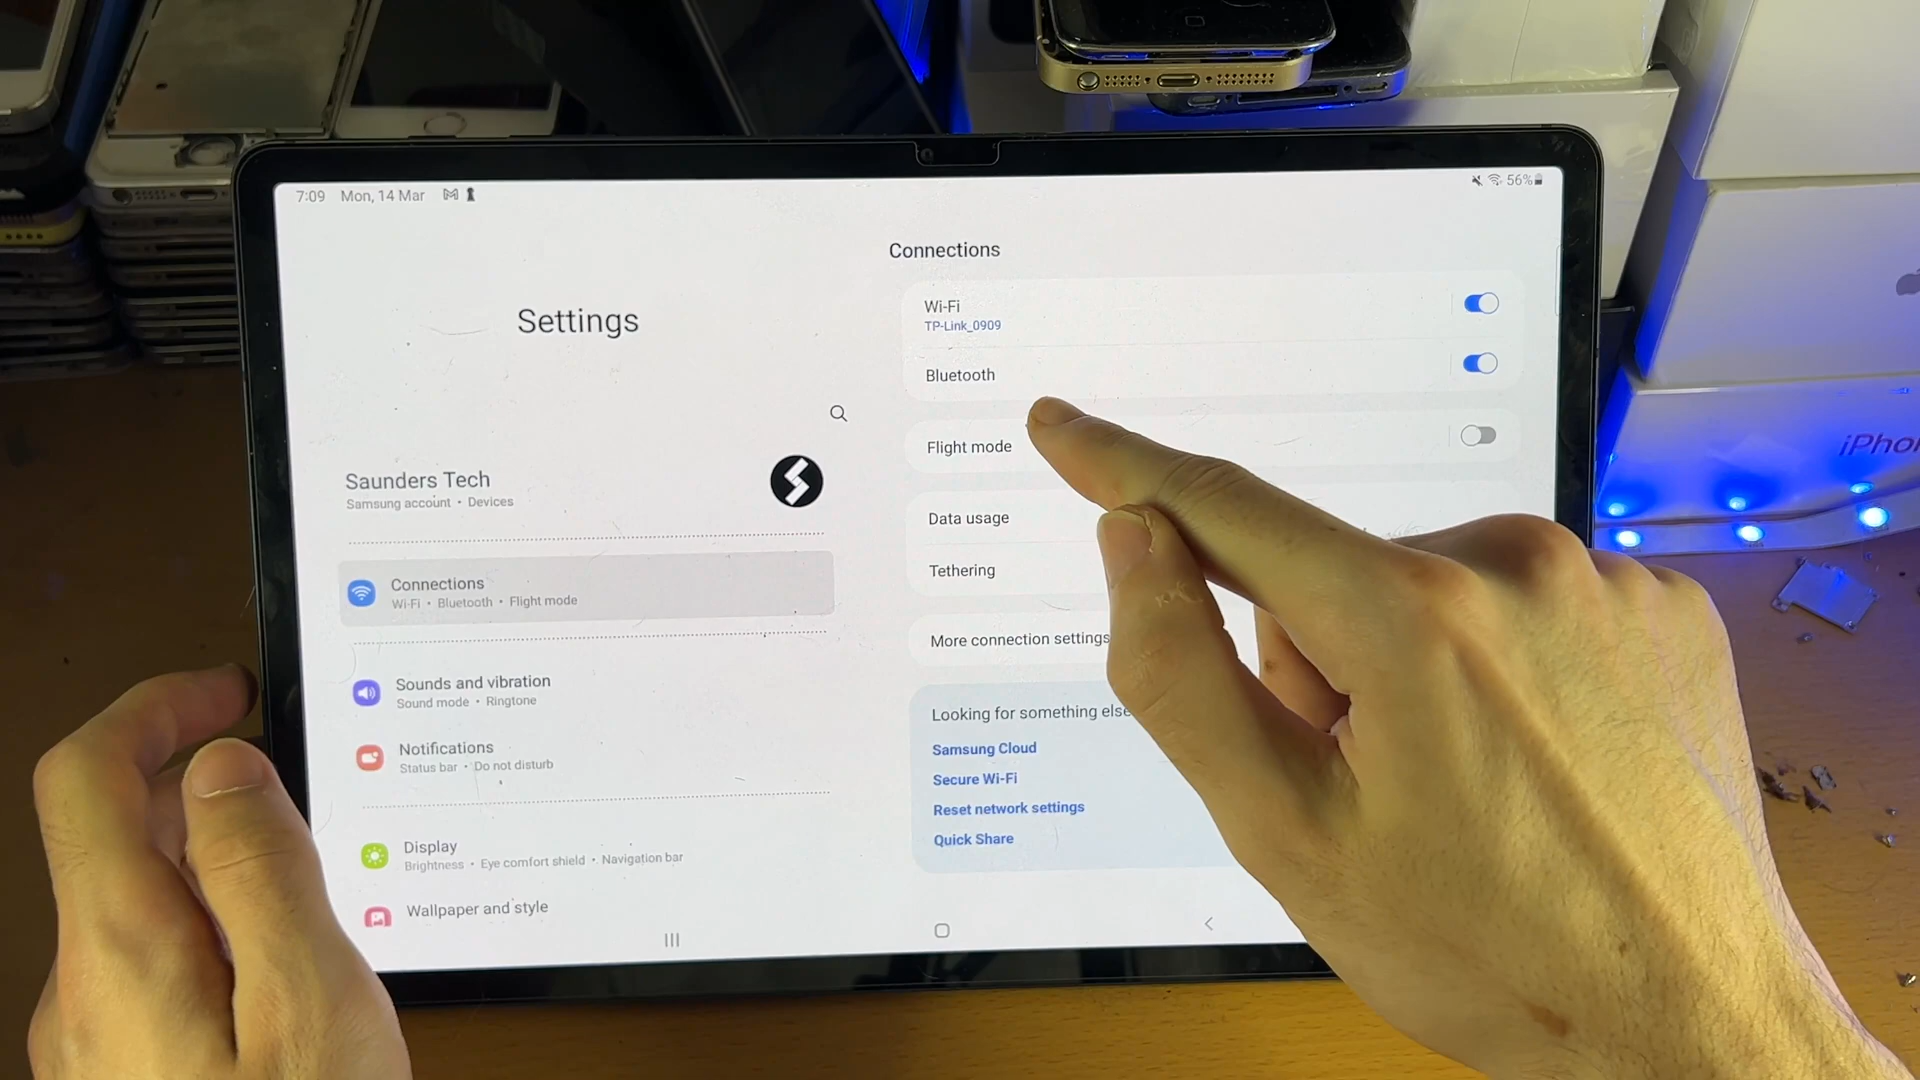 7:09 Mon, 14 Mar
56%
Settings
Saunders Tech
Samsung account • Devices
Connections
Wi-Fi • Bluetooth • Flight mode
Sounds and vibration
Sound mode • Ringtone
Notifications
Status bar • Do not disturb
Display
Brightness • Eye comfort shield • Navigation bar
Wallpaper and style
Connections
Wi-Fi
TP-Link_0909
Bluetooth
Flight mode
Data usage
Tethering
More connection settings
Looking for something else
Samsung Cloud
Secure Wi-Fi
Reset network settings
Quick Share
iPho